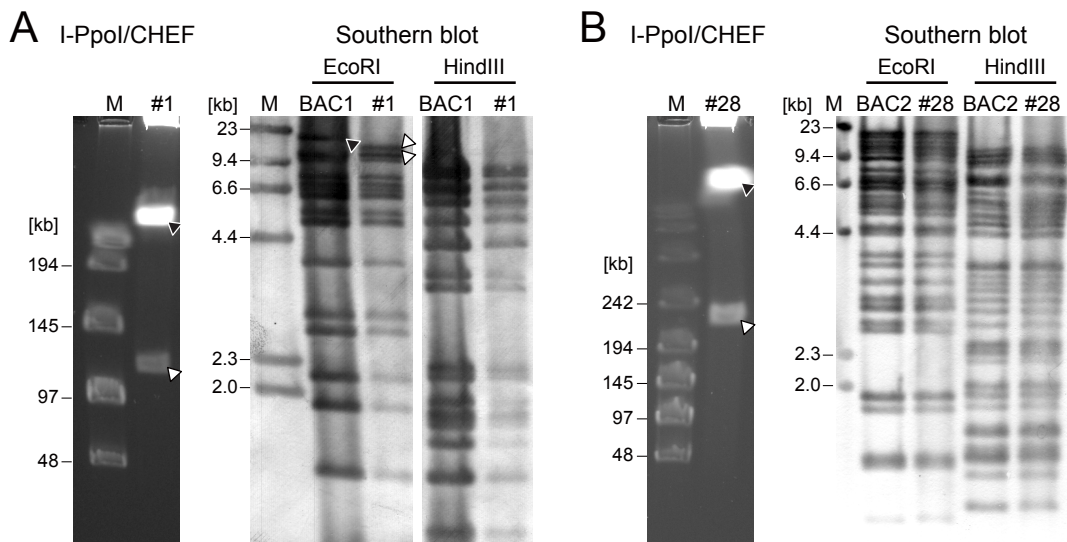 A
I-PpoI/CHEF
M #1
[kb]
194
145
97
48
Southern blot
EcoRI HindIII
[kb] M BAC1 #1 BAC1 #1
23
9.4
6.6
4.4
2.3
2.0
B
I-PpoI/CHEF
M #28
[kb]
242
194
145
97
48
Southern blot
EcoRI HindIII
[kb] M BAC2 #28 BAC2 #28
23
9.4
6.6
4.4
2.3
2.0